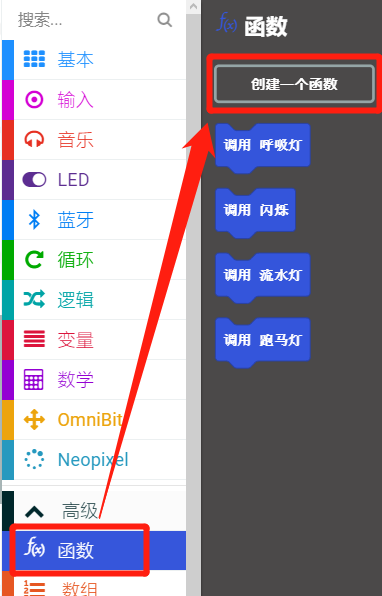 搜索...
基本
输入
音乐
LED
蓝牙
循环
逻辑
变量
数学
OmniBit
Neopixel
高级
f(x) 函数
数组
f(x) 函数
创建一个函数
调用 呼吸灯
调用 闪烁
调用 流水灯
调用 跑马灯